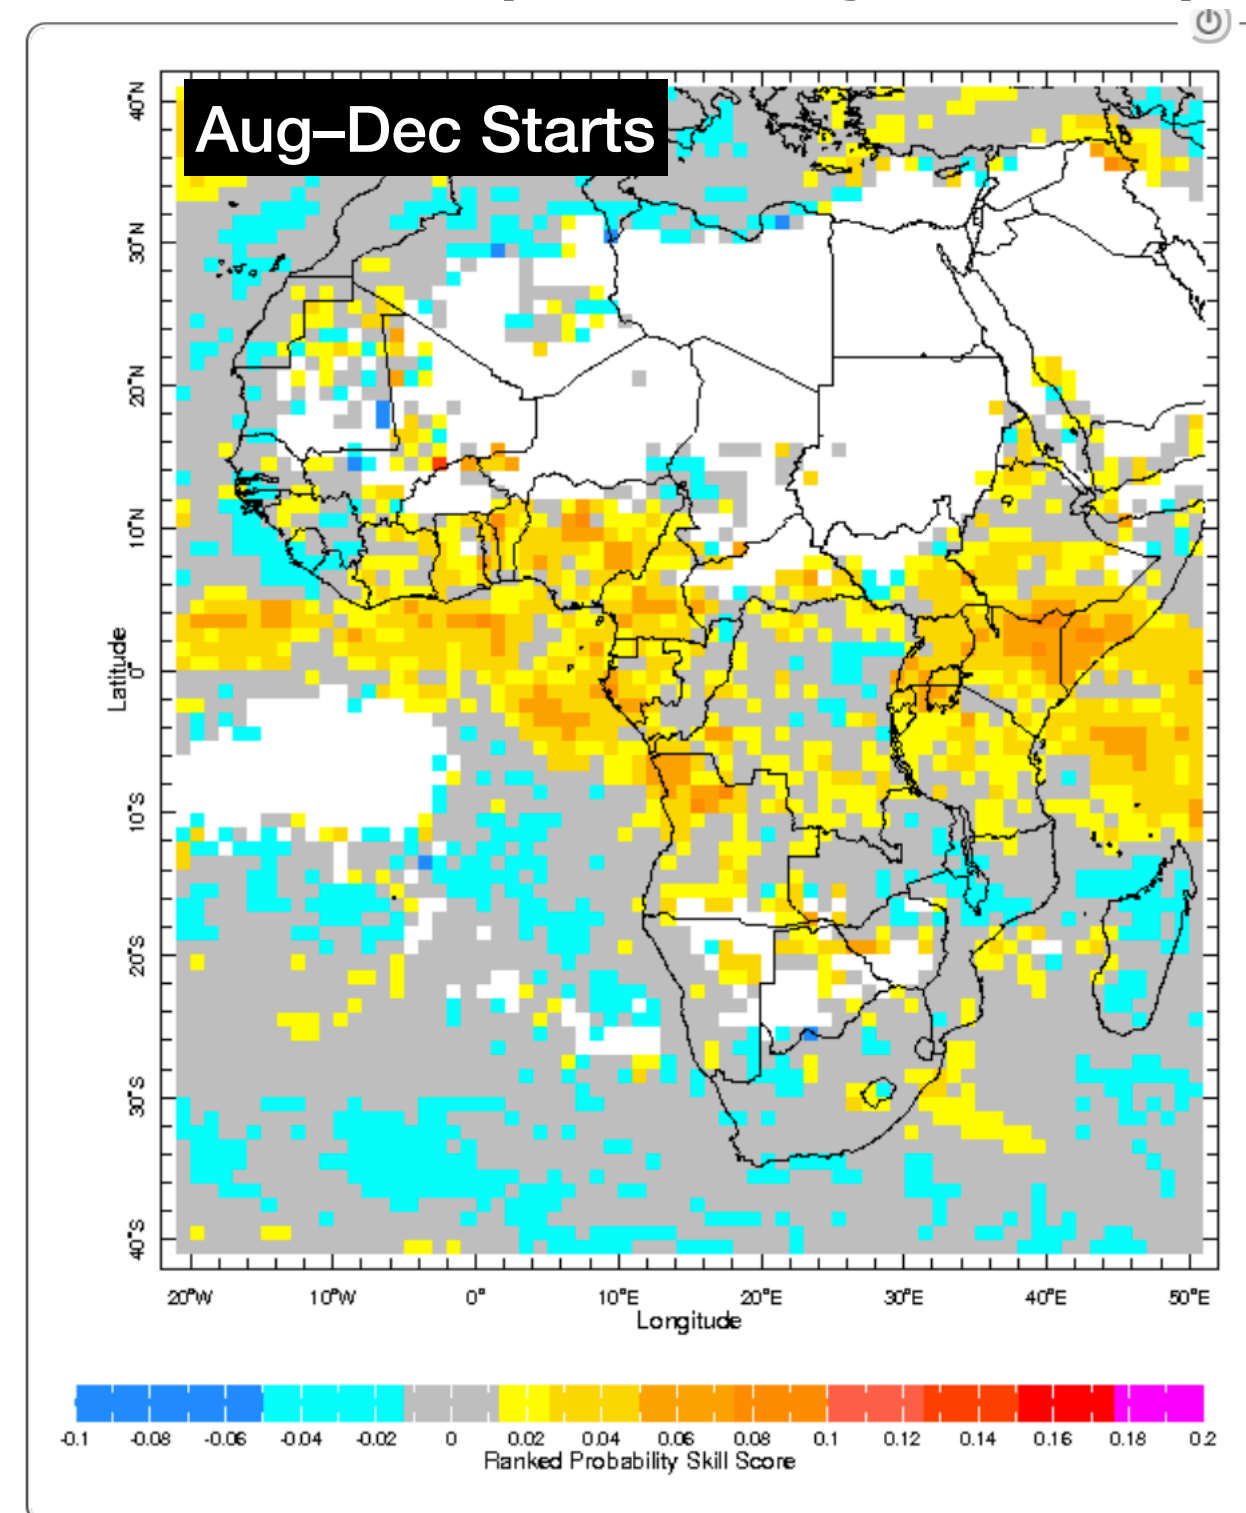 Aug–Dec Starts
40°N
30°N
20°N
10°N
0°
10°S
20°S
30°S
40°S
Latitude
20°W 10°W 0° 10°E 20°E 30°E 40°E 50°E
Longitude
-0.1 -0.08 -0.06 -0.04 -0.02 0 0.02 0.04 0.06 0.08 0.1 0.12 0.14 0.16 0.18 0.2
Ranked Probability Skill Score